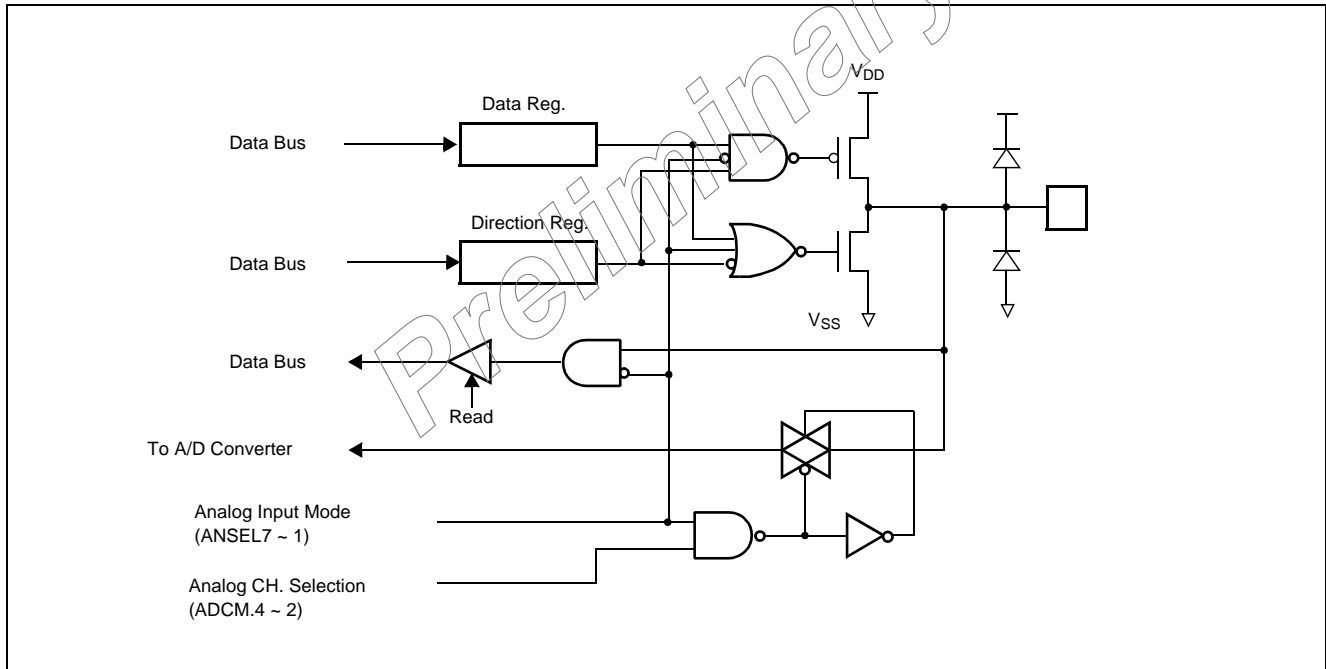 Preliminary
VDD
Data Reg.
Data Bus
Direction Reg.
Data Bus
VSS
Data Bus
Read
To A/D Converter
Analog Input Mode
(ANSEL7 ~ 1)
Analog CH. Selection
(ADCM.4 ~ 2)